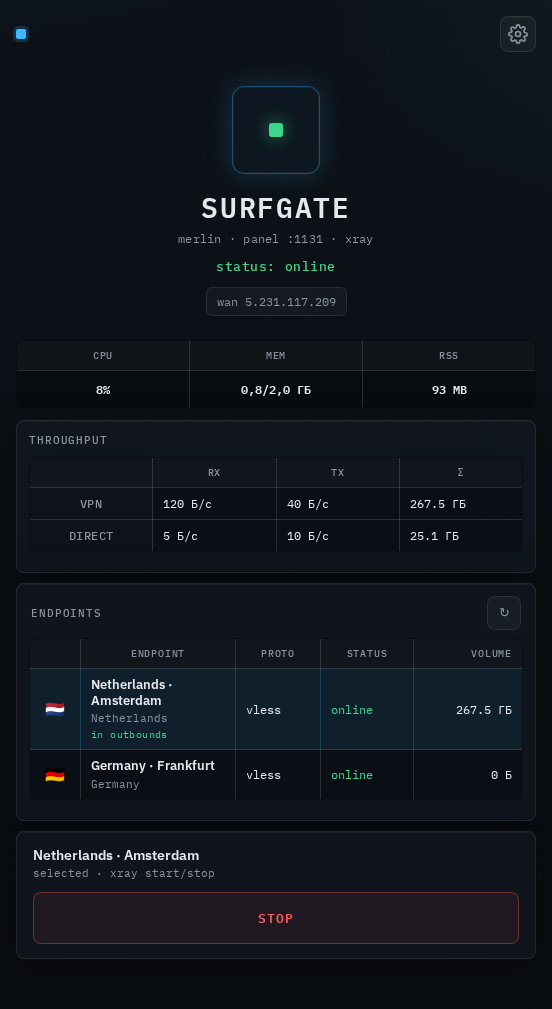 SURFGATE
merlin · panel :1131 · xray
status: online
wan 5.231.117.209
CPU MEM RSS
8% 0,8/2,0 ГБ 93 MB
THROUGHPUT
RX TX Σ
VPN 120 Б/с 40 Б/с 267.5 ГБ
DIRECT 5 Б/с 10 Б/с 25.1 ГБ
ENDPOINTS ↻
ENDPOINT PROTO STATUS VOLUME
Netherlands ·
Amsterdam
Netherlands vless online 267.5 ГБ
in outbounds
Germany · Frankfurt
Germany vless online 0 Б
Netherlands · Amsterdam
selected · xray start/stop
STOP